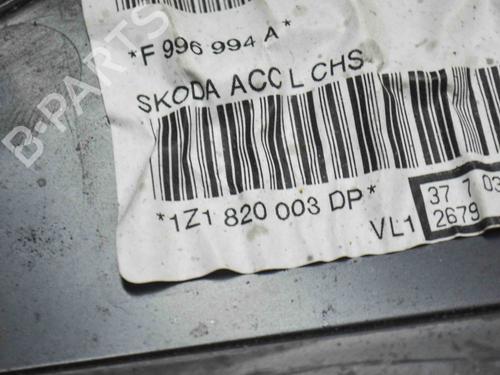 *F 996 994 A*
SKODA ACC L CHS
*1Z1 820 003 DP*
VL1
37 7 03
2679
B-PARTS